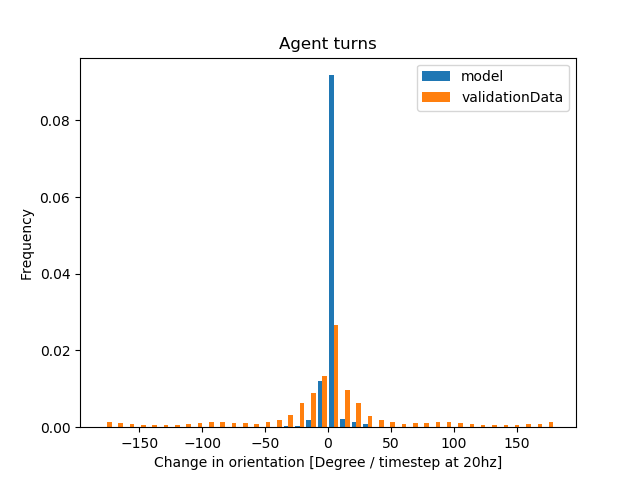 Agent turns
model
validationData
Frequency
0.08
0.06
0.04
0.02
0.00
−150 −100 −50 0 50 100 150
Change in orientation [Degree / timestep at 20hz]